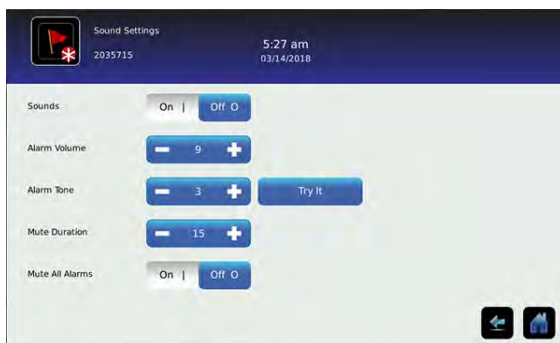 Sound Settings
2035715
5:27 am
03/14/2018
Sounds On | Off O
Alarm Volume 9
Alarm Tone 3 Try It
Mute Duration 15
Mute All Alarms On | Off O